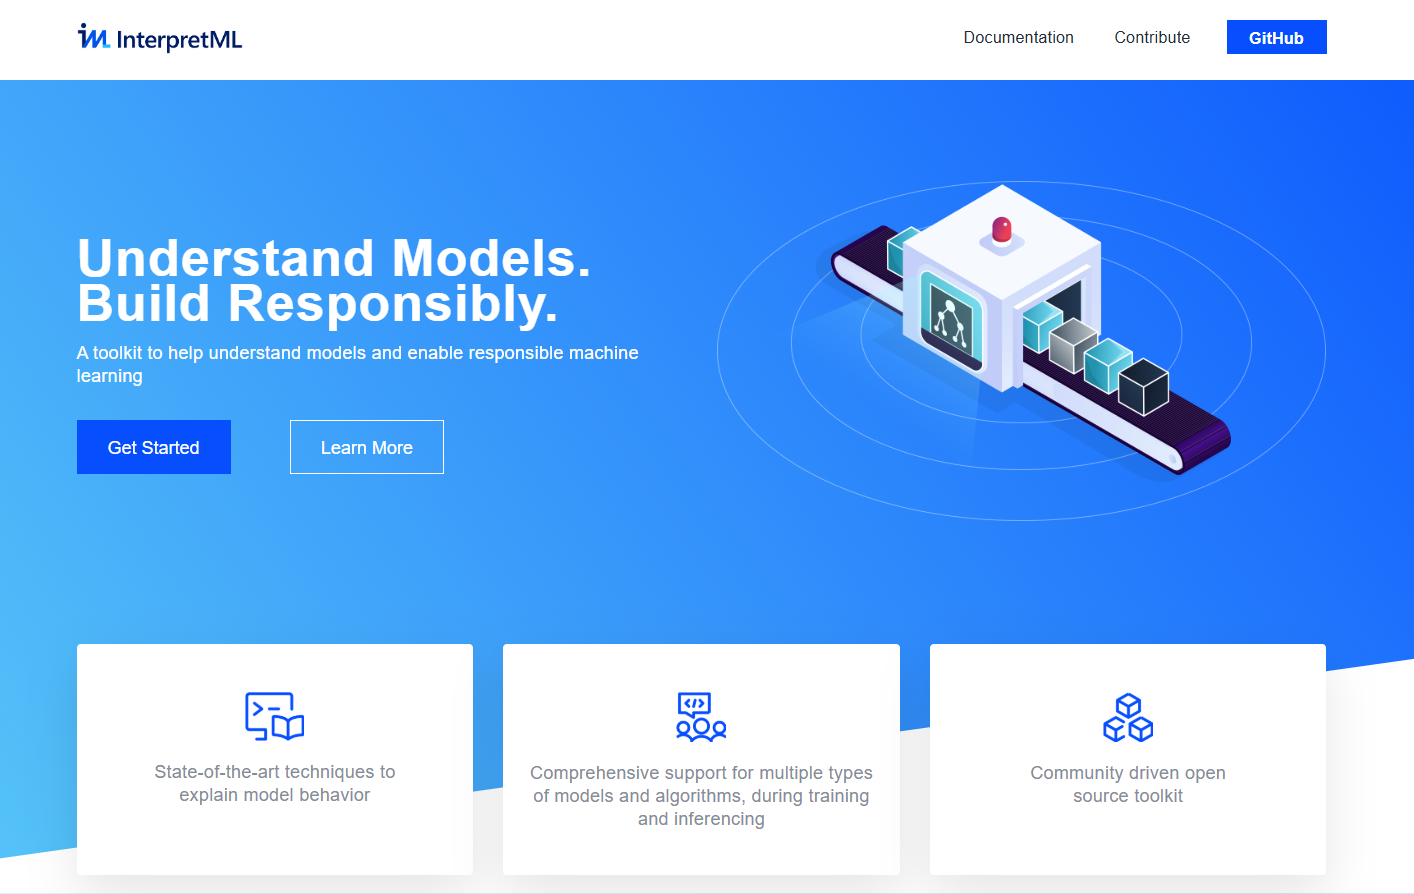 InterpretML
Documentation
Contribute
GitHub
Understand Models.
Build Responsibly.
A toolkit to help understand models and enable responsible machine
learning
Get Started
Learn More
State-of-the-art techniques to
explain model behavior
Comprehensive support for multiple types
of models and algorithms, during training
and inferencing
Community driven open
source toolkit